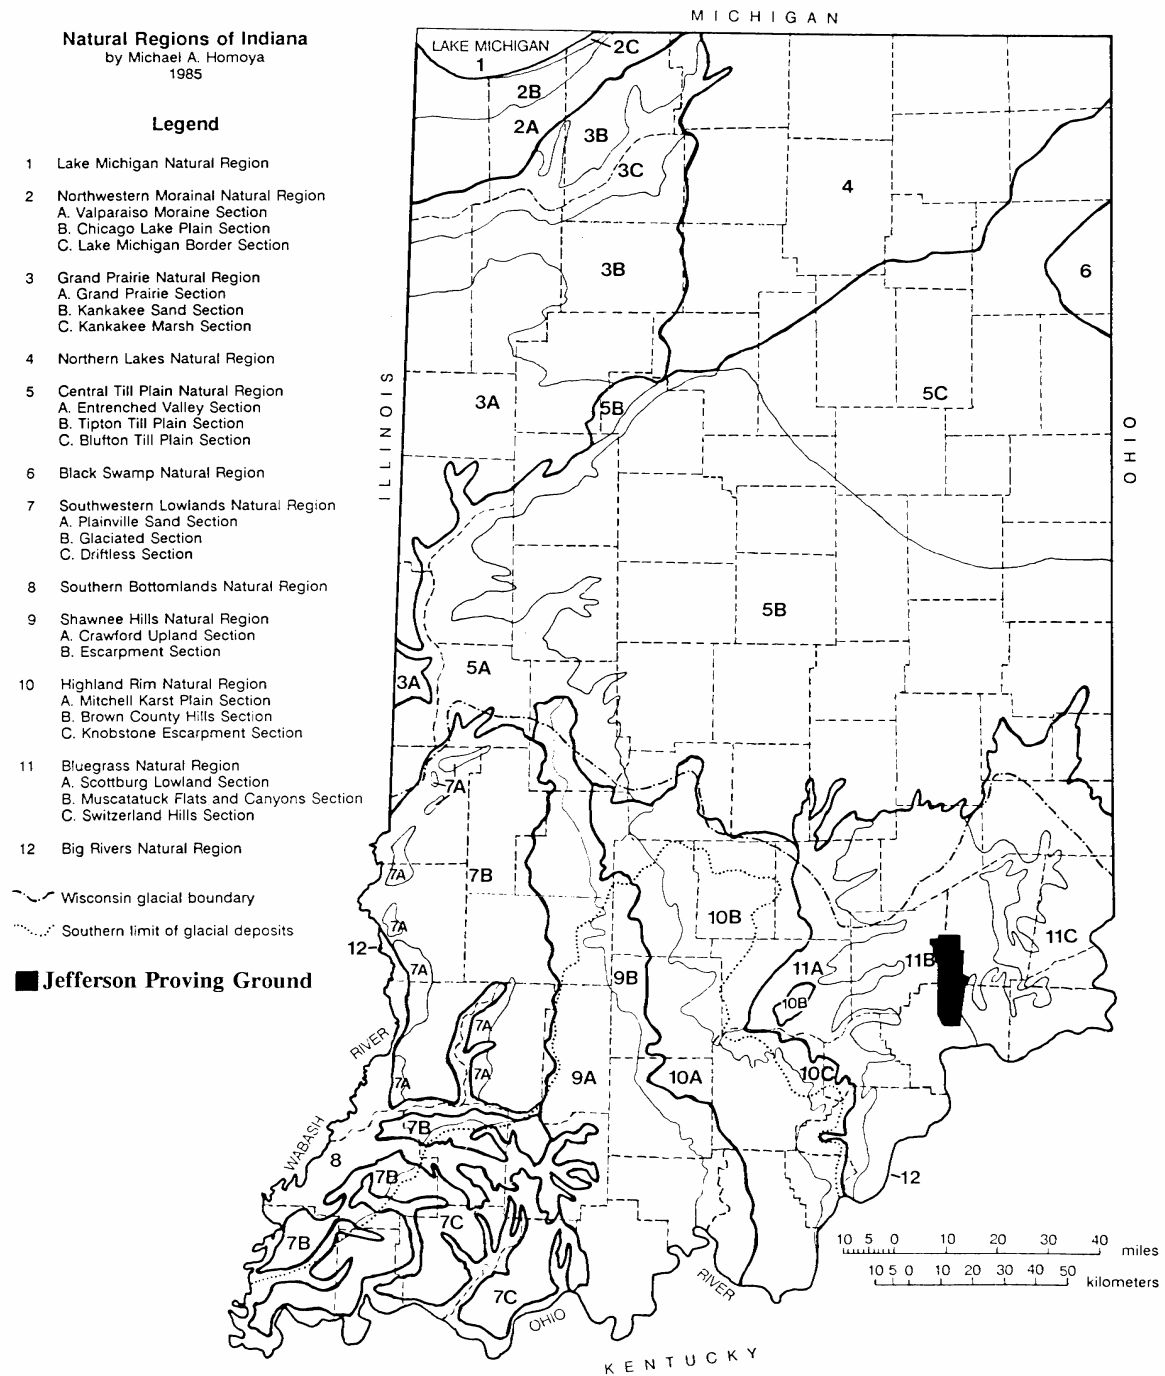 Natural Regions of Indiana
by Michael A. Homoya
1985
Legend
1 Lake Michigan Natural Region
2 Northwestern Morainal Natural Region
A. Valparaiso Moraine Section
B. Chicago Lake Plain Section
C. Lake Michigan Border Section
3 Grand Prairie Natural Region
A. Grand Prairie Section
B. Kankakee Sand Section
C. Kankakee Marsh Section
4 Northern Lakes Natural Region
5 Central Till Plain Natural Region
A. Entrenched Valley Section
B. Tipton Till Plain Section
C. Blufton Till Plain Section
6 Black Swamp Natural Region
7 Southwestern Lowlands Natural Region
A. Plainville Sand Section
B. Glaciated Section
C. Driftless Section
8 Southern Bottomlands Natural Region
9 Shawnee Hills Natural Region
A. Crawford Upland Section
B. Escarpment Section
10 Highland Rim Natural Region
A. Mitchell Karst Plain Section
B. Brown County Hills Section
C. Knobstone Escarpment Section
11 Bluegrass Natural Region
A. Scottburg Lowland Section
B. Muscatatuck Flats and Canyons Section
C. Switzerland Hills Section
12 Big Rivers Natural Region
Wisconsin glacial boundary
Southern limit of glacial deposits
Jefferson Proving Ground
MICHIGAN
LAKE MICHIGAN
1
2C
2B
2A
3B
3C
4
3B
6
ILLINOIS
OHIO
3A
5B
5C
5B
5A
3A
7A
7A
7B
10B
7A
12
11C
7A
9B
11A
11B
10B
7A
RIVER
7A
7A
9A
10A
10C
WABASH
7B
8
7B
12
7C
7B
7C
RIVER
OHIO
10 5 0 10 20 30 40 miles
10 5 0 10 20 30 40 50 kilometers
KENTUCKY